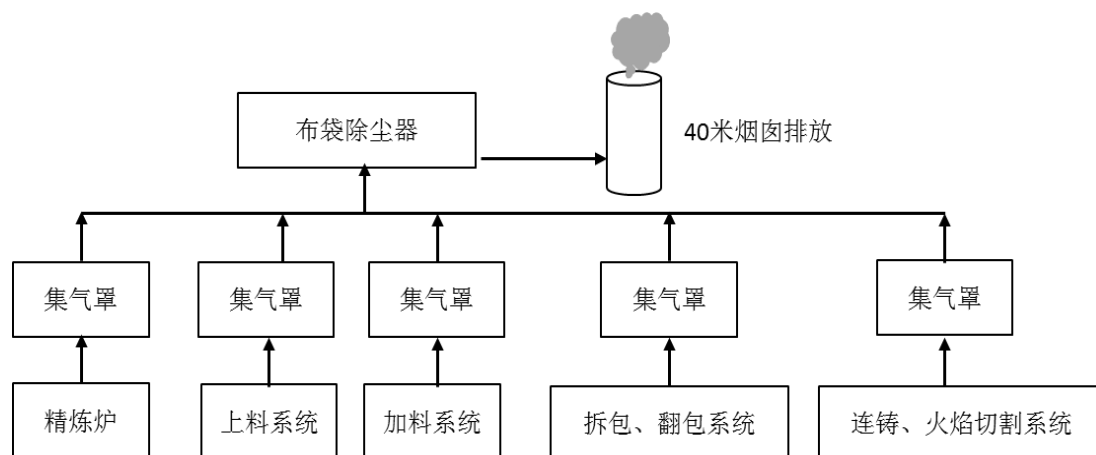 布袋除尘器
40米烟囱排放
集气罩
集气罩
集气罩
集气罩
集气罩
精炼炉
上料系统
加料系统
拆包、翻包系统
连铸、火焰切割系统